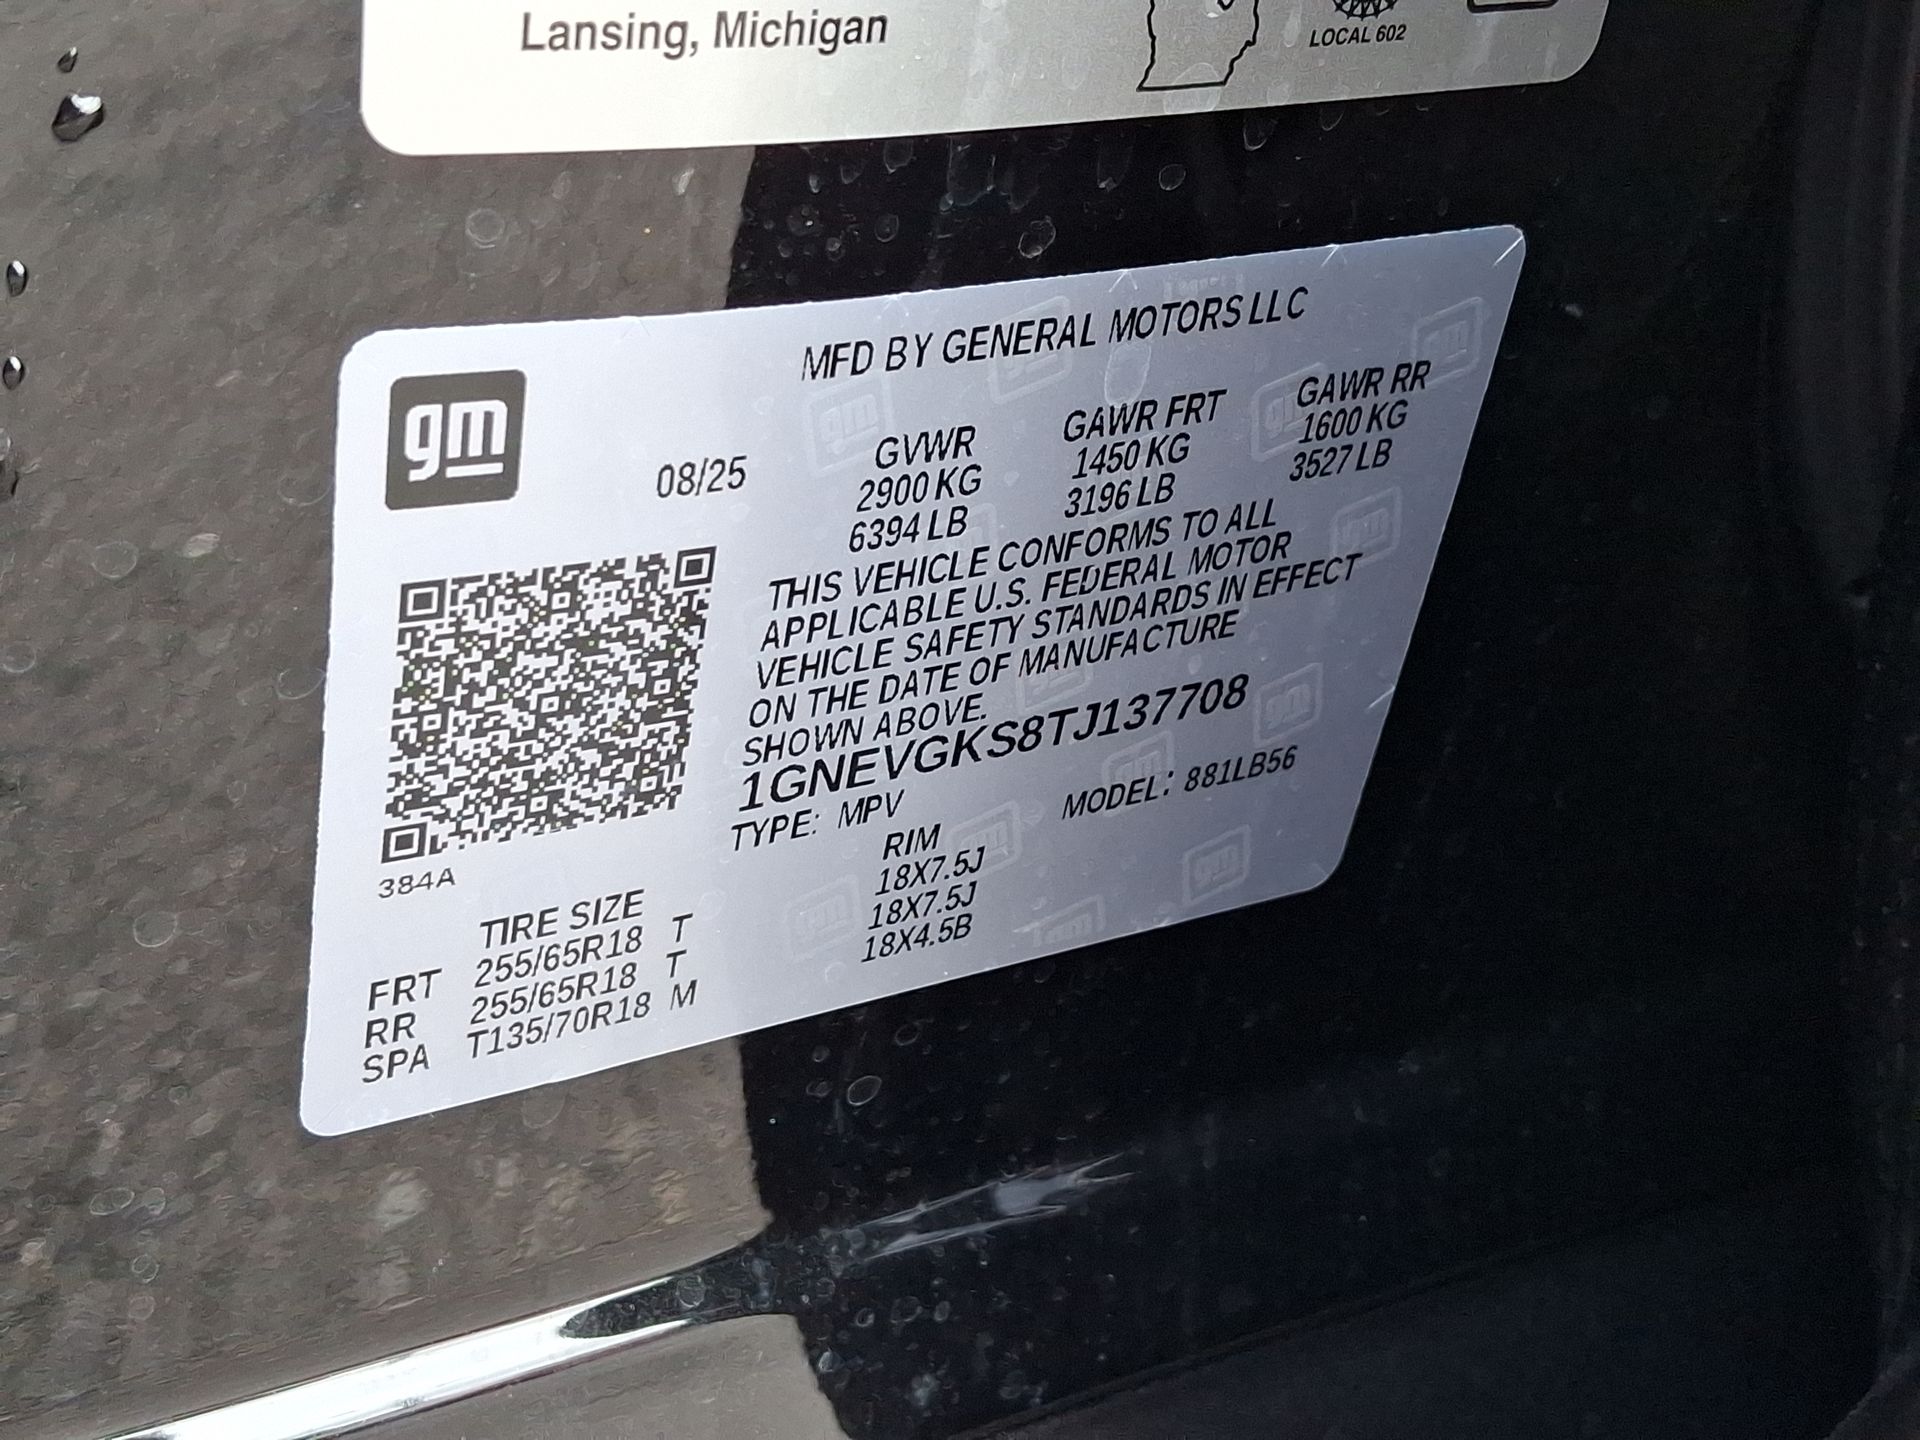 Lansing, Michigan
LOCAL 602
MFD BY GENERAL MOTORS LLC
gm
08/25
GVWR
2900 KG
6394 LB
GAWR FRT
1450 KG
3196 LB
GAWR RR
1600 KG
3527 LB
THIS VEHICLE CONFORMS TO ALL
APPLICABLE U.S. FEDERAL MOTOR
VEHICLE SAFETY STANDARDS IN EFFECT
ON THE DATE OF MANUFACTURE
SHOWN ABOVE.
1GNEVGKS8TJ137708
TYPE: MPV MODEL: 881LB56
384A
TIRE SIZE RIM
FRT 255/65R18 T 18X7.5J
RR 255/65R18 T 18X7.5J
SPA T135/70R18 M 18X4.5B